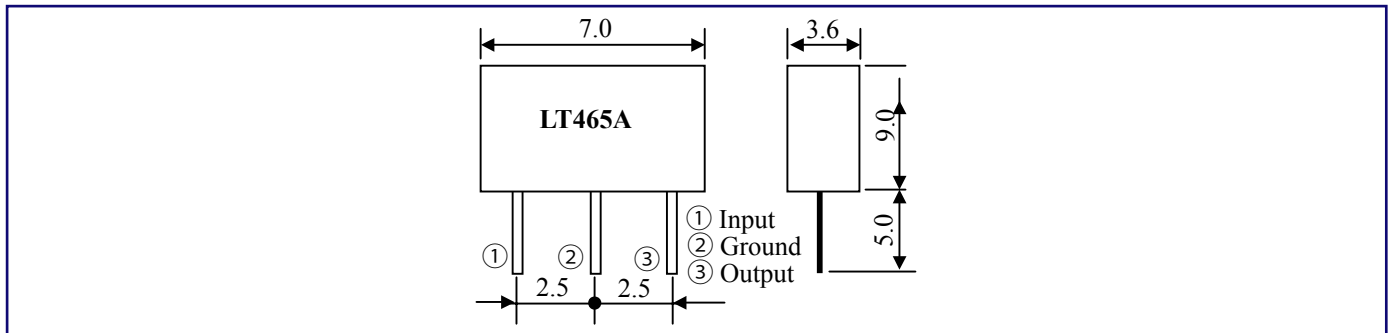 7.0
3.6
LT465A
9.0
① Input
② Ground
③ Output
5.0
①
②
③
2.5
2.5